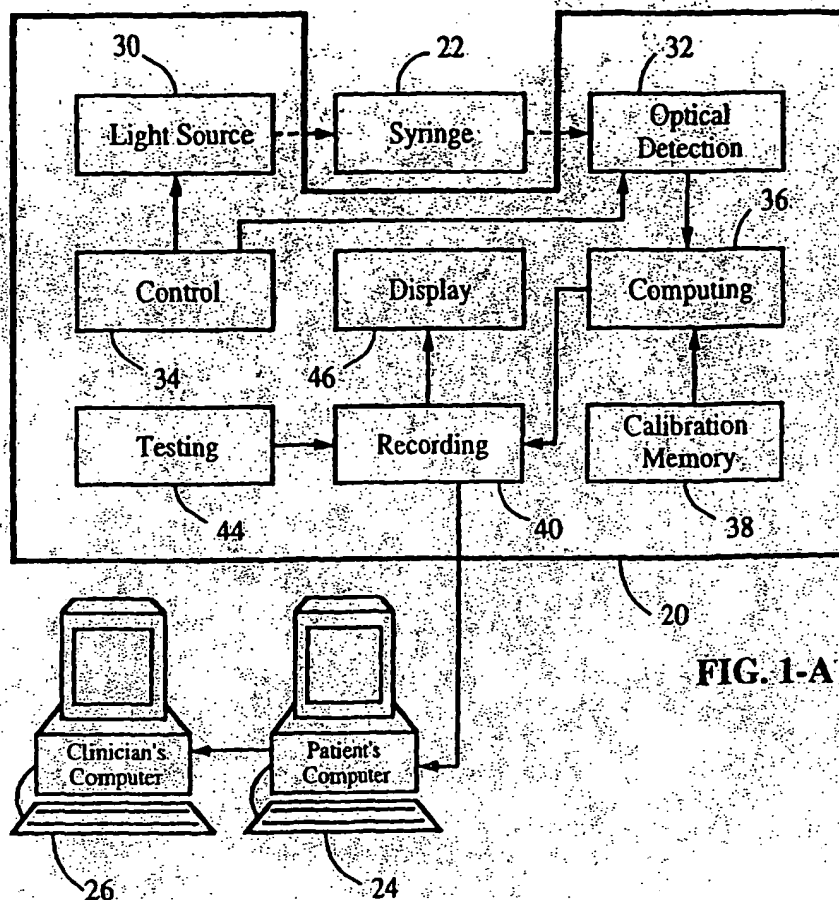 30
22
32
Light Source
Syringe
Optical
Detection
36
Control
Display
Computing
34
46
Testing
Recording
Calibration
Memory
44
40
38
20
FIG. 1-A
Clinician's
Computer
Patient's
Computer
26
24